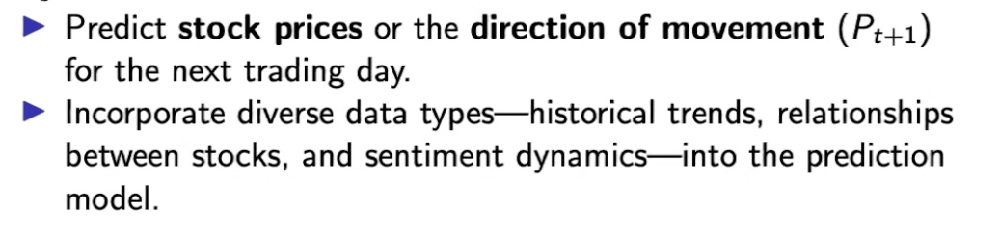 ▶ Predict stock prices or the direction of movement (Pₜ₊₁)
for the next trading day.
▶ Incorporate diverse data types—historical trends, relationships
between stocks, and sentiment dynamics—into the prediction
model.